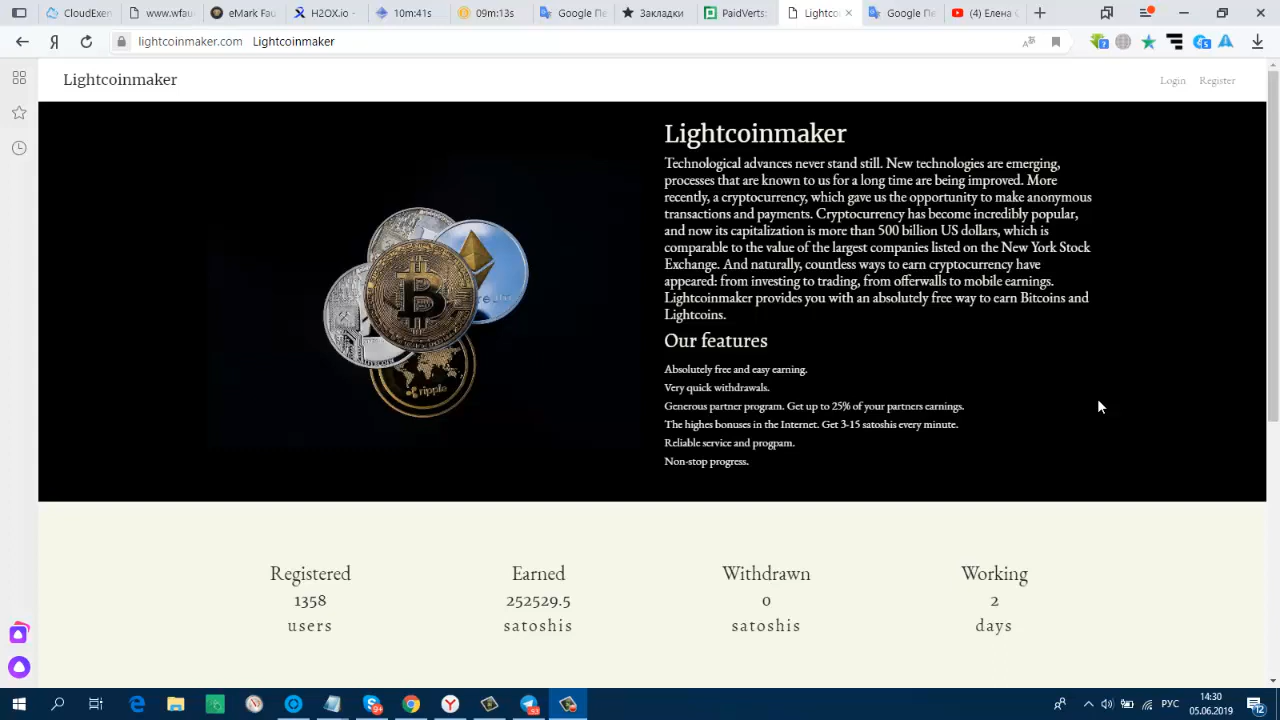 www.wfau
eMark Fau
H2OX.io -
10m:41s
09m:13s
CloudExn
Google Пе
Закладки
PaidVerts
Lightco
Google Пе
(4) Елена
Я
lightcoinmaker.com Lightcoinmaker
Lightcoinmaker
Login Register
Lightcoinmaker
Technological advances never stand still. New technologies are emerging,
processes that are known to us for a long time are being improved. More
recently, a cryptocurrency, which gave us the opportunity to make anonymous
transactions and payments. Cryptocurrency has become incredibly popular,
and now its capitalization is more than 500 billion US dollars, which is
comparable to the value of the largest companies listed on the New York Stock
Exchange. And naturally, countless ways to earn cryptocurrency have
appeared: from investing to trading, from offerwalls to mobile earnings.
Lightcoinmaker provides you with an absolutely free way to earn Bitcoins and
Lightcoins.
Our features
Absolutely free and easy earning.
Very quick withdrawals.
Generous partner program. Get up to 25% of your partners earnings.
The highes bonuses in the Internet. Get 3-15 satoshis every minute.
Reliable service and progpam.
Non-stop progress.
ripple
Registered
1358
users
Earned
252529.5
satoshis
Withdrawn
0
satoshis
Working
2
days
РУС
14:30
05.06.2019